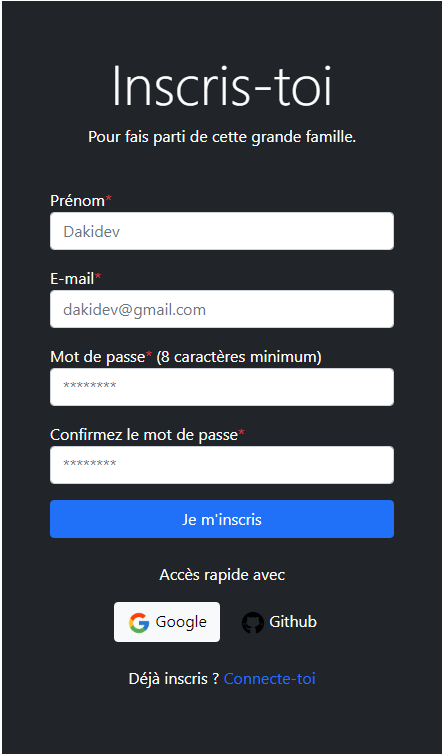 Inscris-toi
Pour fais parti de cette grande famille.
Prénom*
Dakidev
E-mail*
dakidev@gmail.com
Mot de passe* (8 caractères minimum)
********
Confirmez le mot de passe*
********
Je m'inscris
Accès rapide avec
Google Github
Déjà inscris ? Connecte-toi